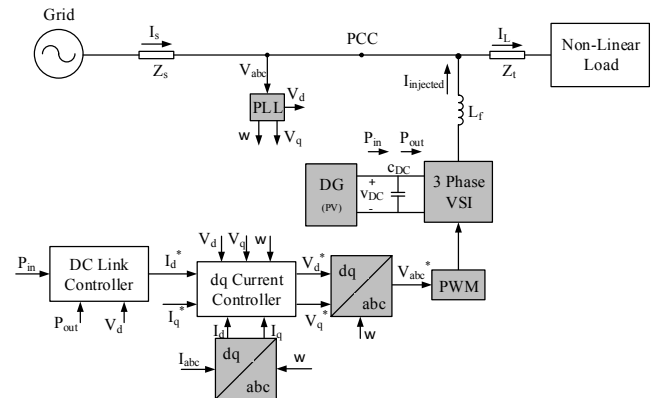 Grid
I_s
Z_s
PCC
I_L
Z_t
Non-Linear
Load
V_abc
PLL
V_d
w
V_q
I_injected
L_f
P_in
P_out
DG
(PV)
+
v_DC
-
c_DC
3 Phase
VSI
P_in
DC Link
Controller
P_out
V_d
I_d*
I_q*
V_d
V_q
w
dq Current
Controller
V_d*
V_q*
dq
abc
w
V_abc*
PWM
I_d
I_q
I_abc
dq
abc
w